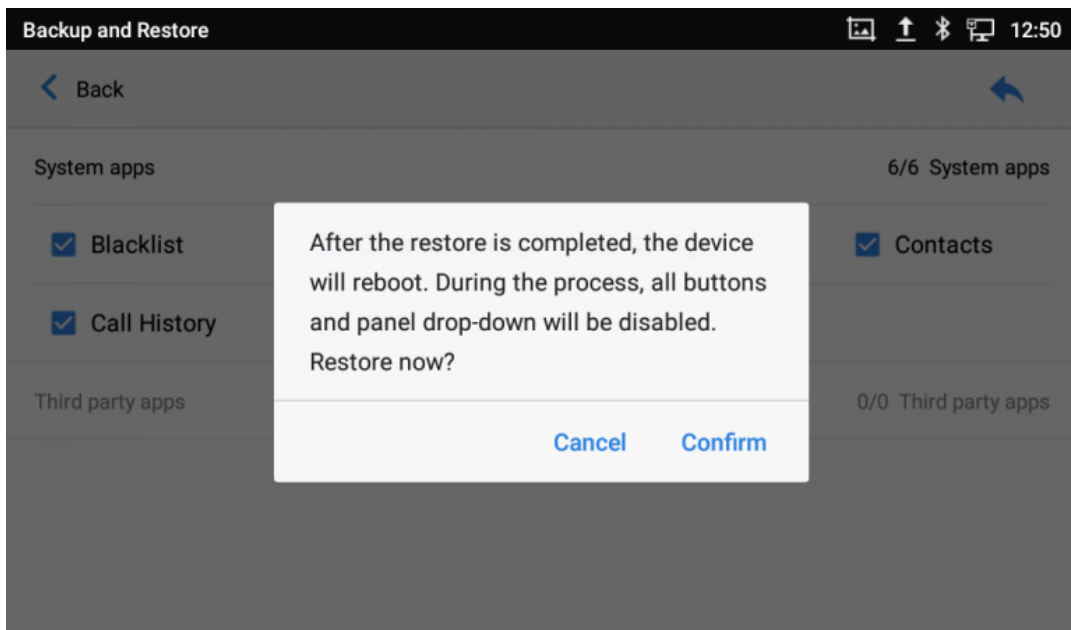 Backup and Restore 12:50
Back
System apps 6/6 System apps
Blacklist Contacts
After the restore is completed, the device
will reboot. During the process, all buttons
and panel drop-down will be disabled.
Restore now?
Call History
Third party apps 0/0 Third party apps
Cancel Confirm